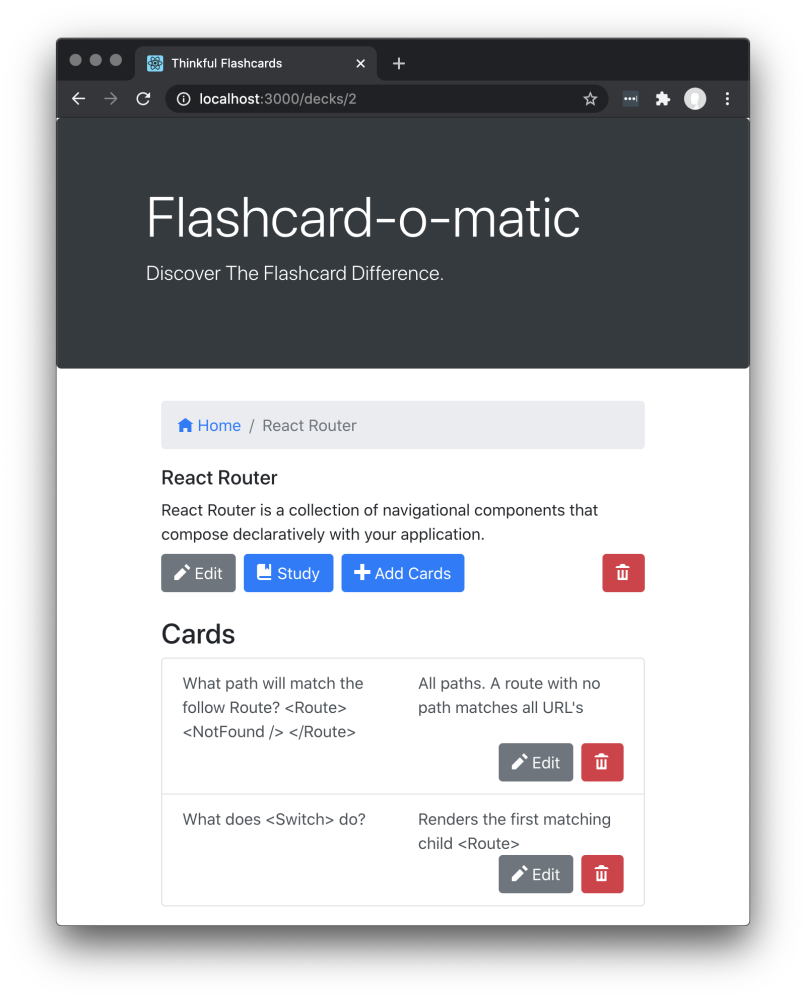 Thinkful Flashcards
localhost:3000/decks/2
Flashcard-o-matic
Discover The Flashcard Difference.
Home / React Router
React Router
React Router is a collection of navigational components that
compose declaratively with your application.
Edit Study Add Cards
Cards
What path will match the
follow Route? <Route>
<NotFound /> </Route>
All paths. A route with no
path matches all URL's
Edit
What does <Switch> do?
Renders the first matching
child <Route>
Edit